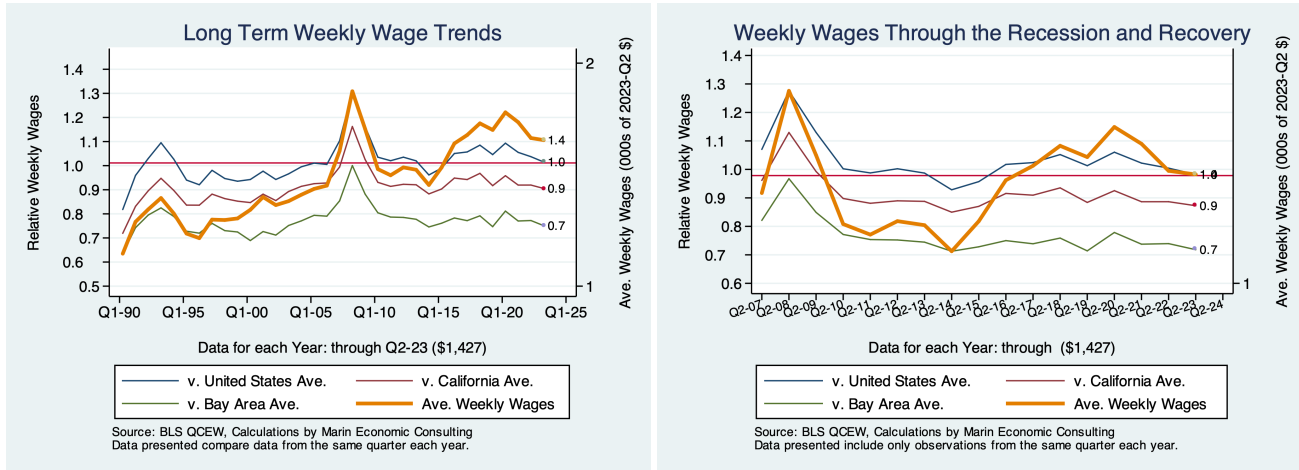 Long Term Weekly Wage Trends
Relative Weekly Wages
1.4
1.3
1.2
1.1
1.0
0.9
0.8
0.7
0.6
0.5
2
1
Ave. Weekly Wages (000s of 2023-Q2 $)
1.4
1.0
0.9
0.7
Q1-90 Q1-95 Q1-00 Q1-05 Q1-10 Q1-15 Q1-20 Q1-25
Data for each Year: through Q2-23 ($1,427)
v. United States Ave. v. California Ave.
v. Bay Area Ave. Ave. Weekly Wages
Source: BLS QCEW, Calculations by Marin Economic Consulting
Data presented compare data from the same quarter each year.
Weekly Wages Through the Recession and Recovery
Relative Weekly Wages
1.4
1.3
1.2
1.1
1.0
0.9
0.8
0.7
0.6
1
Ave. Weekly Wages (000s of 2023-Q2 $)
0.9
0.7
Q2-07 Q2-08 Q2-09 Q2-10 Q2-11 Q2-12 Q2-13 Q2-14 Q2-15 Q2-16 Q2-17 Q2-18 Q2-19 Q2-20 Q2-21 Q2-22 Q2-23 Q2-24
Data for each Year: through ($1,427)
v. United States Ave. v. California Ave.
v. Bay Area Ave. Ave. Weekly Wages
Source: BLS QCEW, Calculations by Marin Economic Consulting
Data presented include only observations from the same quarter each year.